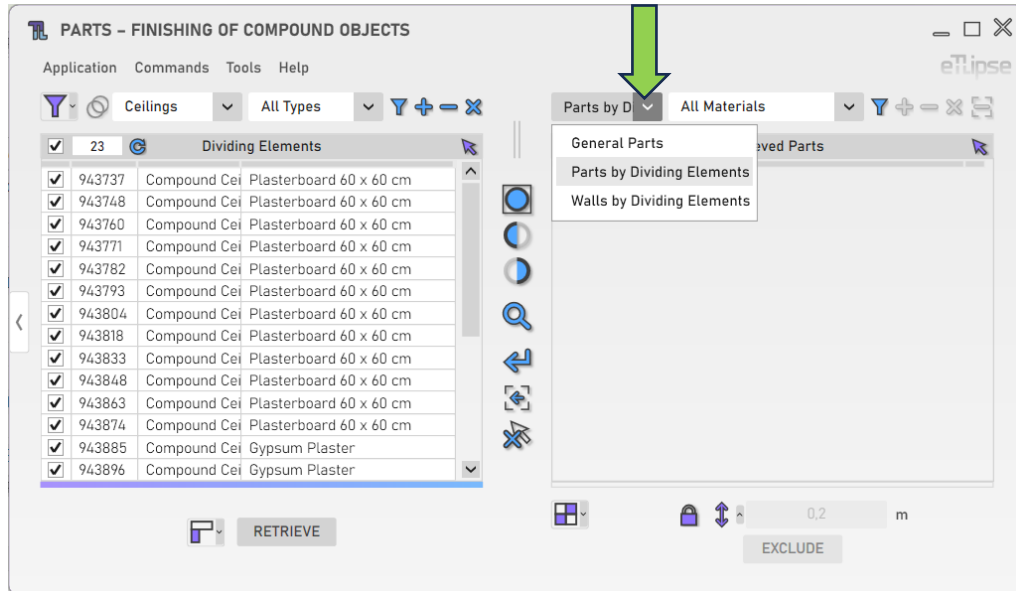 PARTS – FINISHING OF COMPOUND OBJECTS
Application Commands Tools Help
eTLipse
Ceilings All Types
Parts by D All Materials
23 Dividing Elements
eved Parts
General Parts
Parts by Dividing Elements
Walls by Dividing Elements
943737 Compound Cei Plasterboard 60 x 60 cm
943748 Compound Cei Plasterboard 60 x 60 cm
943760 Compound Cei Plasterboard 60 x 60 cm
943771 Compound Cei Plasterboard 60 x 60 cm
943782 Compound Cei Plasterboard 60 x 60 cm
943793 Compound Cei Plasterboard 60 x 60 cm
943804 Compound Cei Plasterboard 60 x 60 cm
943818 Compound Cei Plasterboard 60 x 60 cm
943833 Compound Cei Plasterboard 60 x 60 cm
943848 Compound Cei Plasterboard 60 x 60 cm
943863 Compound Cei Plasterboard 60 x 60 cm
943874 Compound Cei Plasterboard 60 x 60 cm
943885 Compound Cei Gypsum Plaster
943896 Compound Cei Gypsum Plaster
RETRIEVE
0,2 m
EXCLUDE